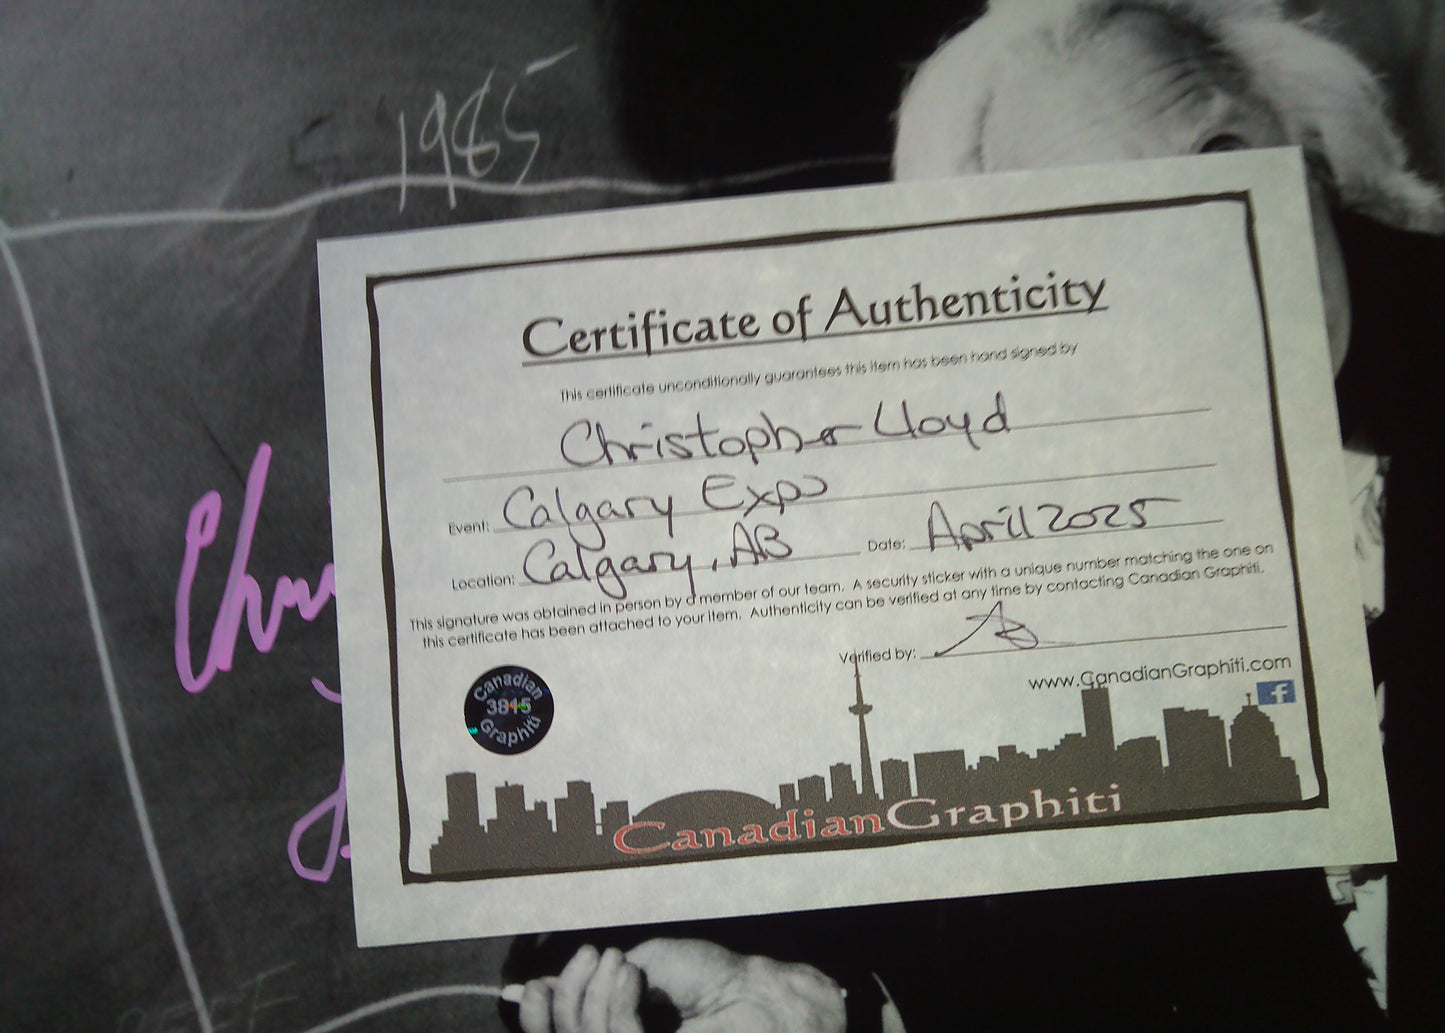 1985
Certificate of Authenticity
This certificate unconditionally guarantees this item has been hand signed by
Christopher Lloyd
Event: Calgary Expo
Location: Calgary, AB Date: April 2025
This signature was obtained in person by a member of our team. A security sticker with a unique number matching the one on
this certificate has been attached to your item. Authenticity can be verified at any time by contacting Canadian Graphiti.
Verified by:
www.CanadianGraphiti.com
f
Canadian
3815
Graphiti
CanadianGraphiti